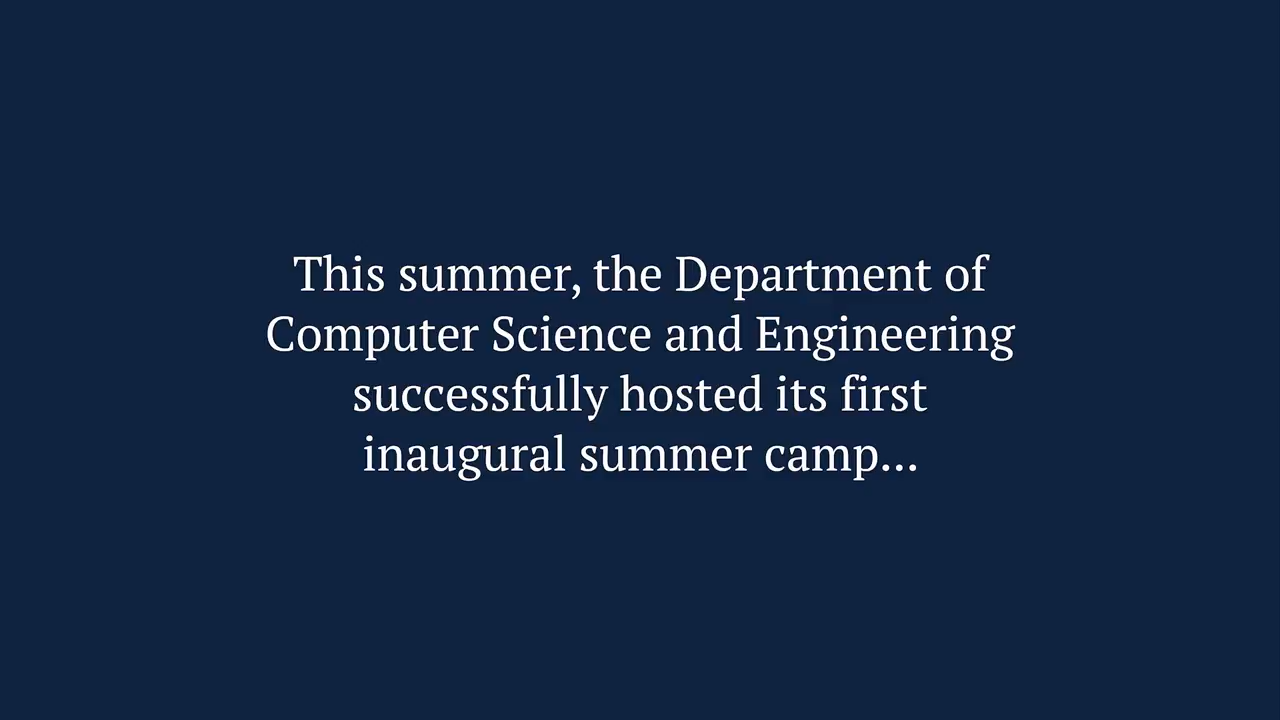 This summer, the Department of
Computer Science and Engineering
successfully hosted its first
inaugural summer camp...